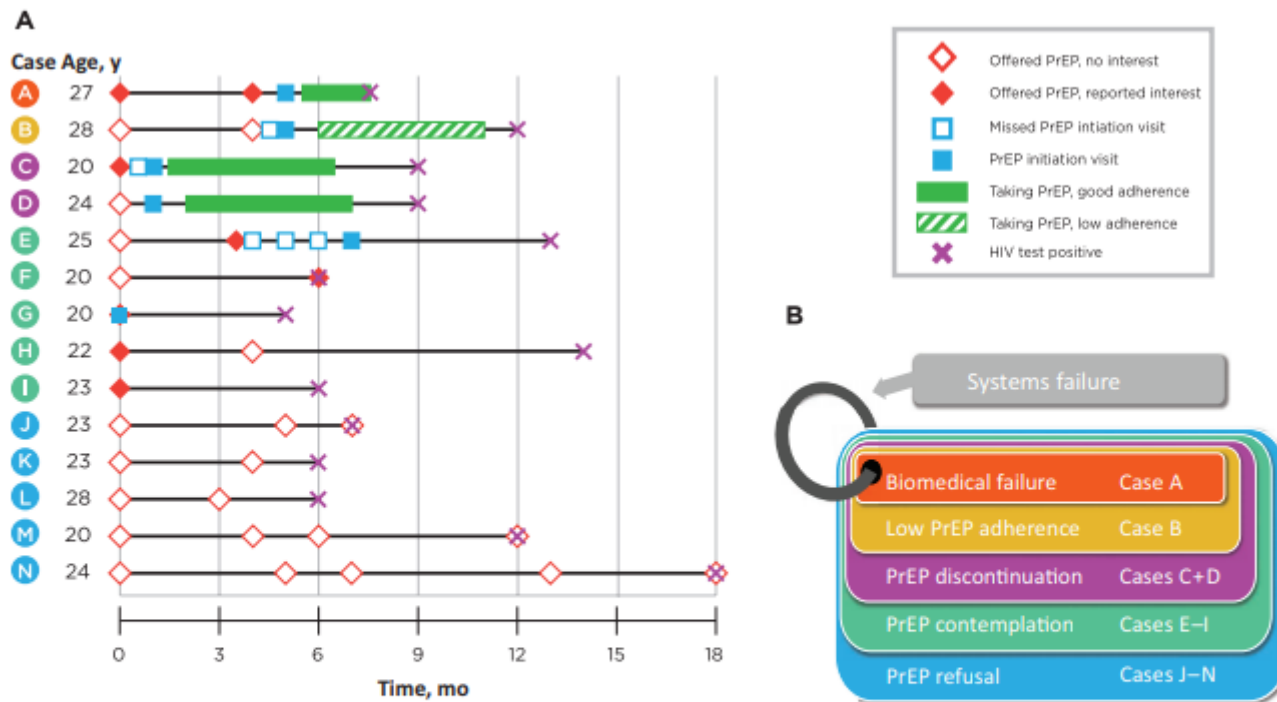 A
Case Age, y
A 27
B 28
C 20
D 24
E 25
F 20
G 20
H 22
I 23
J 23
K 23
L 28
M 20
N 24
0 3 6 9 12 15 18
Time, mo
Offered PrEP, no interest
Offered PrEP, reported interest
Missed PrEP intiation visit
PrEP initiation visit
Taking PrEP, good adherence
Taking PrEP, low adherence
HIV test positive
B
Systems failure
Biomedical failure Case A
Low PrEP adherence Case B
PrEP discontinuation Cases C+D
PrEP contemplation Cases E–I
PrEP refusal Cases J–N